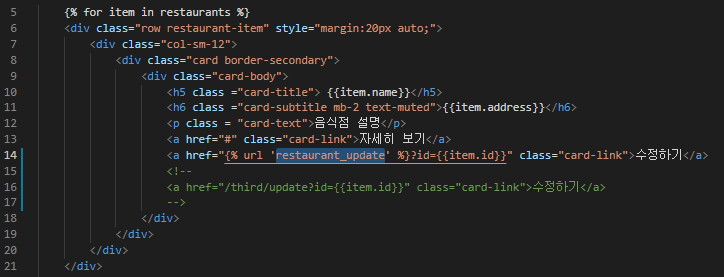 5 {% for item in restaurants %}
6 <div class="row restaurant-item" style="margin:20px auto;">
7 <div class="col-sm-12">
8 <div class="card border-secondary">
9 <div class="card-body">
10 <h5 class ="card-title"> {{item.name}}</h5>
11 <h6 class ="card-subtitle mb-2 text-muted">{{item.address}}</h6>
12 <p class = "card-text">음식점 설명</p>
13 <a href="#" class="card-link">자세히 보기</a>
14 <a href="{% url 'restaurant_update' %}?id={{item.id}}" class="card-link">수정하기</a>
15 <!--
16 <a href="/third/update?id={{item.id}}" class="card-link">수정하기</a>
17 -->
18 </div>
19 </div>
20 </div>
21 </div>